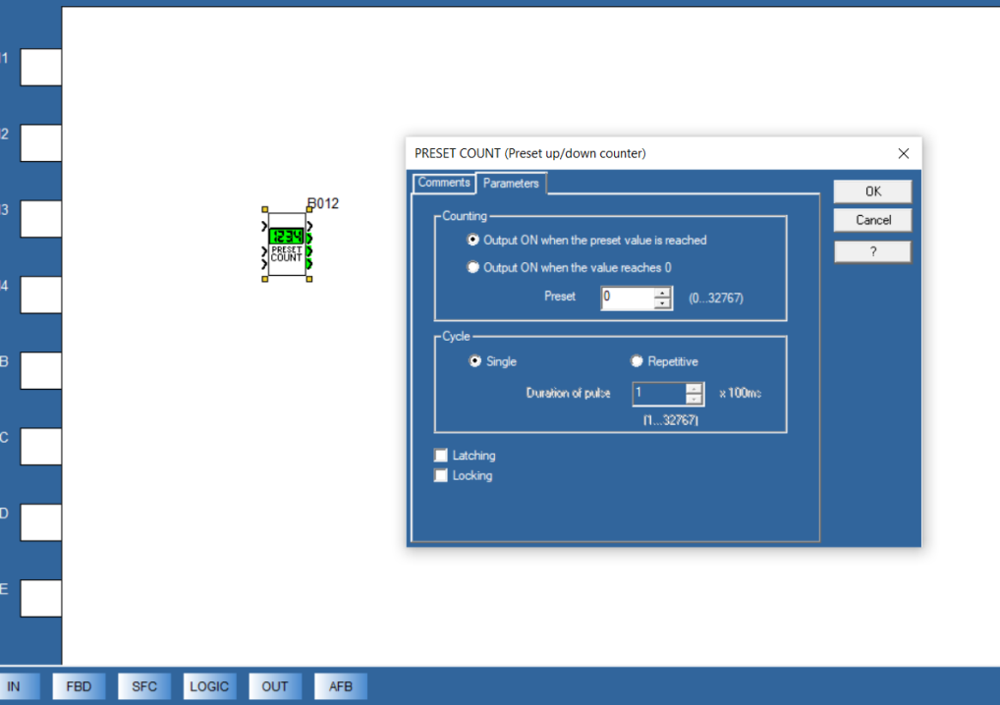 PRESET COUNT (Preset up/down counter)
Comments
Parameters
OK
Cancel
?
Counting
Output ON when the preset value is reached
Output ON when the value reaches 0
Preset
0
(0...32767)
Cycle
Single
Repetitive
Duration of pulse
1
x 100ms
(1...32767)
Latching
Locking
B012
1234
PRESET
COUNT
1
2
3
4
B
C
D
E
IN
FBD
SFC
LOGIC
OUT
AFB